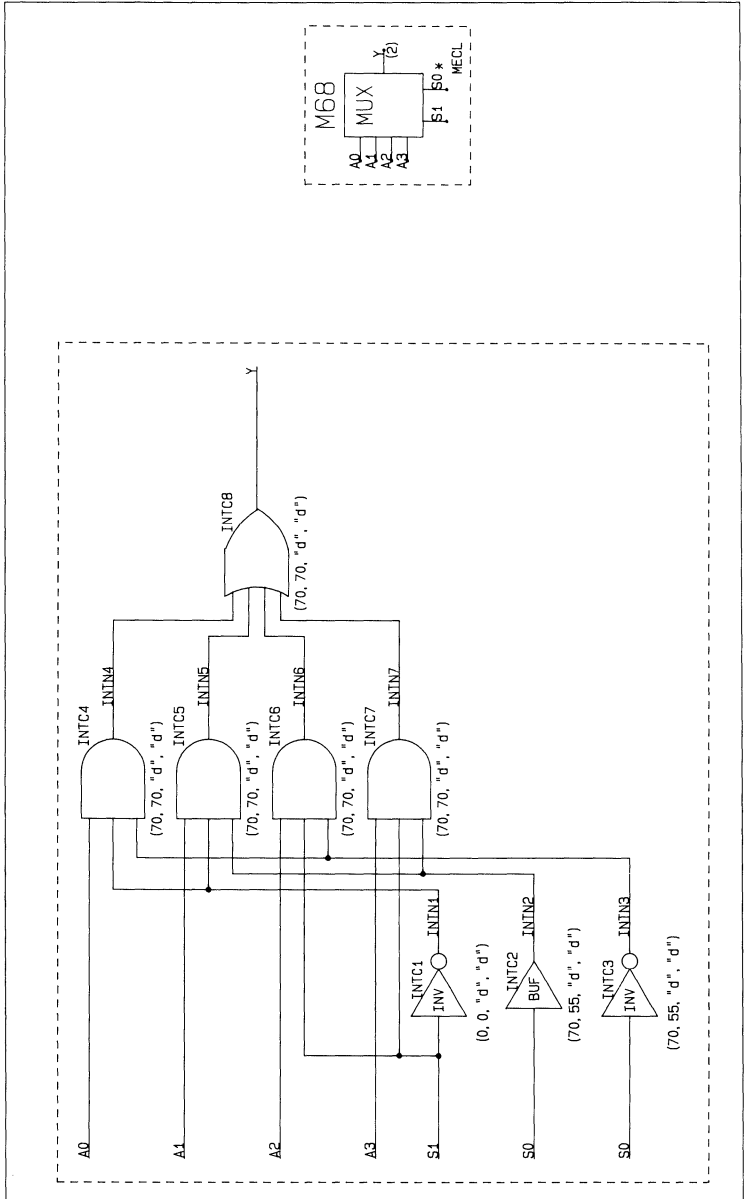 M68
MUX
A0
A1
A2
A3
Y
(2)
S1
S0 *
MECL
A0
A1
A2
A3
S1
S0
S0
INTC1
INV
INTN1
(0, 0, "d", "d")
INTC2
BUF
INTN2
(70, 55, "d", "d")
INTC3
INV
INTN3
(70, 55, "d", "d")
INTC4
INTN4
(70, 70, "d", "d")
INTC5
INTN5
(70, 70, "d", "d")
INTC6
INTN6
(70, 70, "d", "d")
INTC7
INTN7
(70, 70, "d", "d")
INTC8
(70, 70, "d", "d")
Y